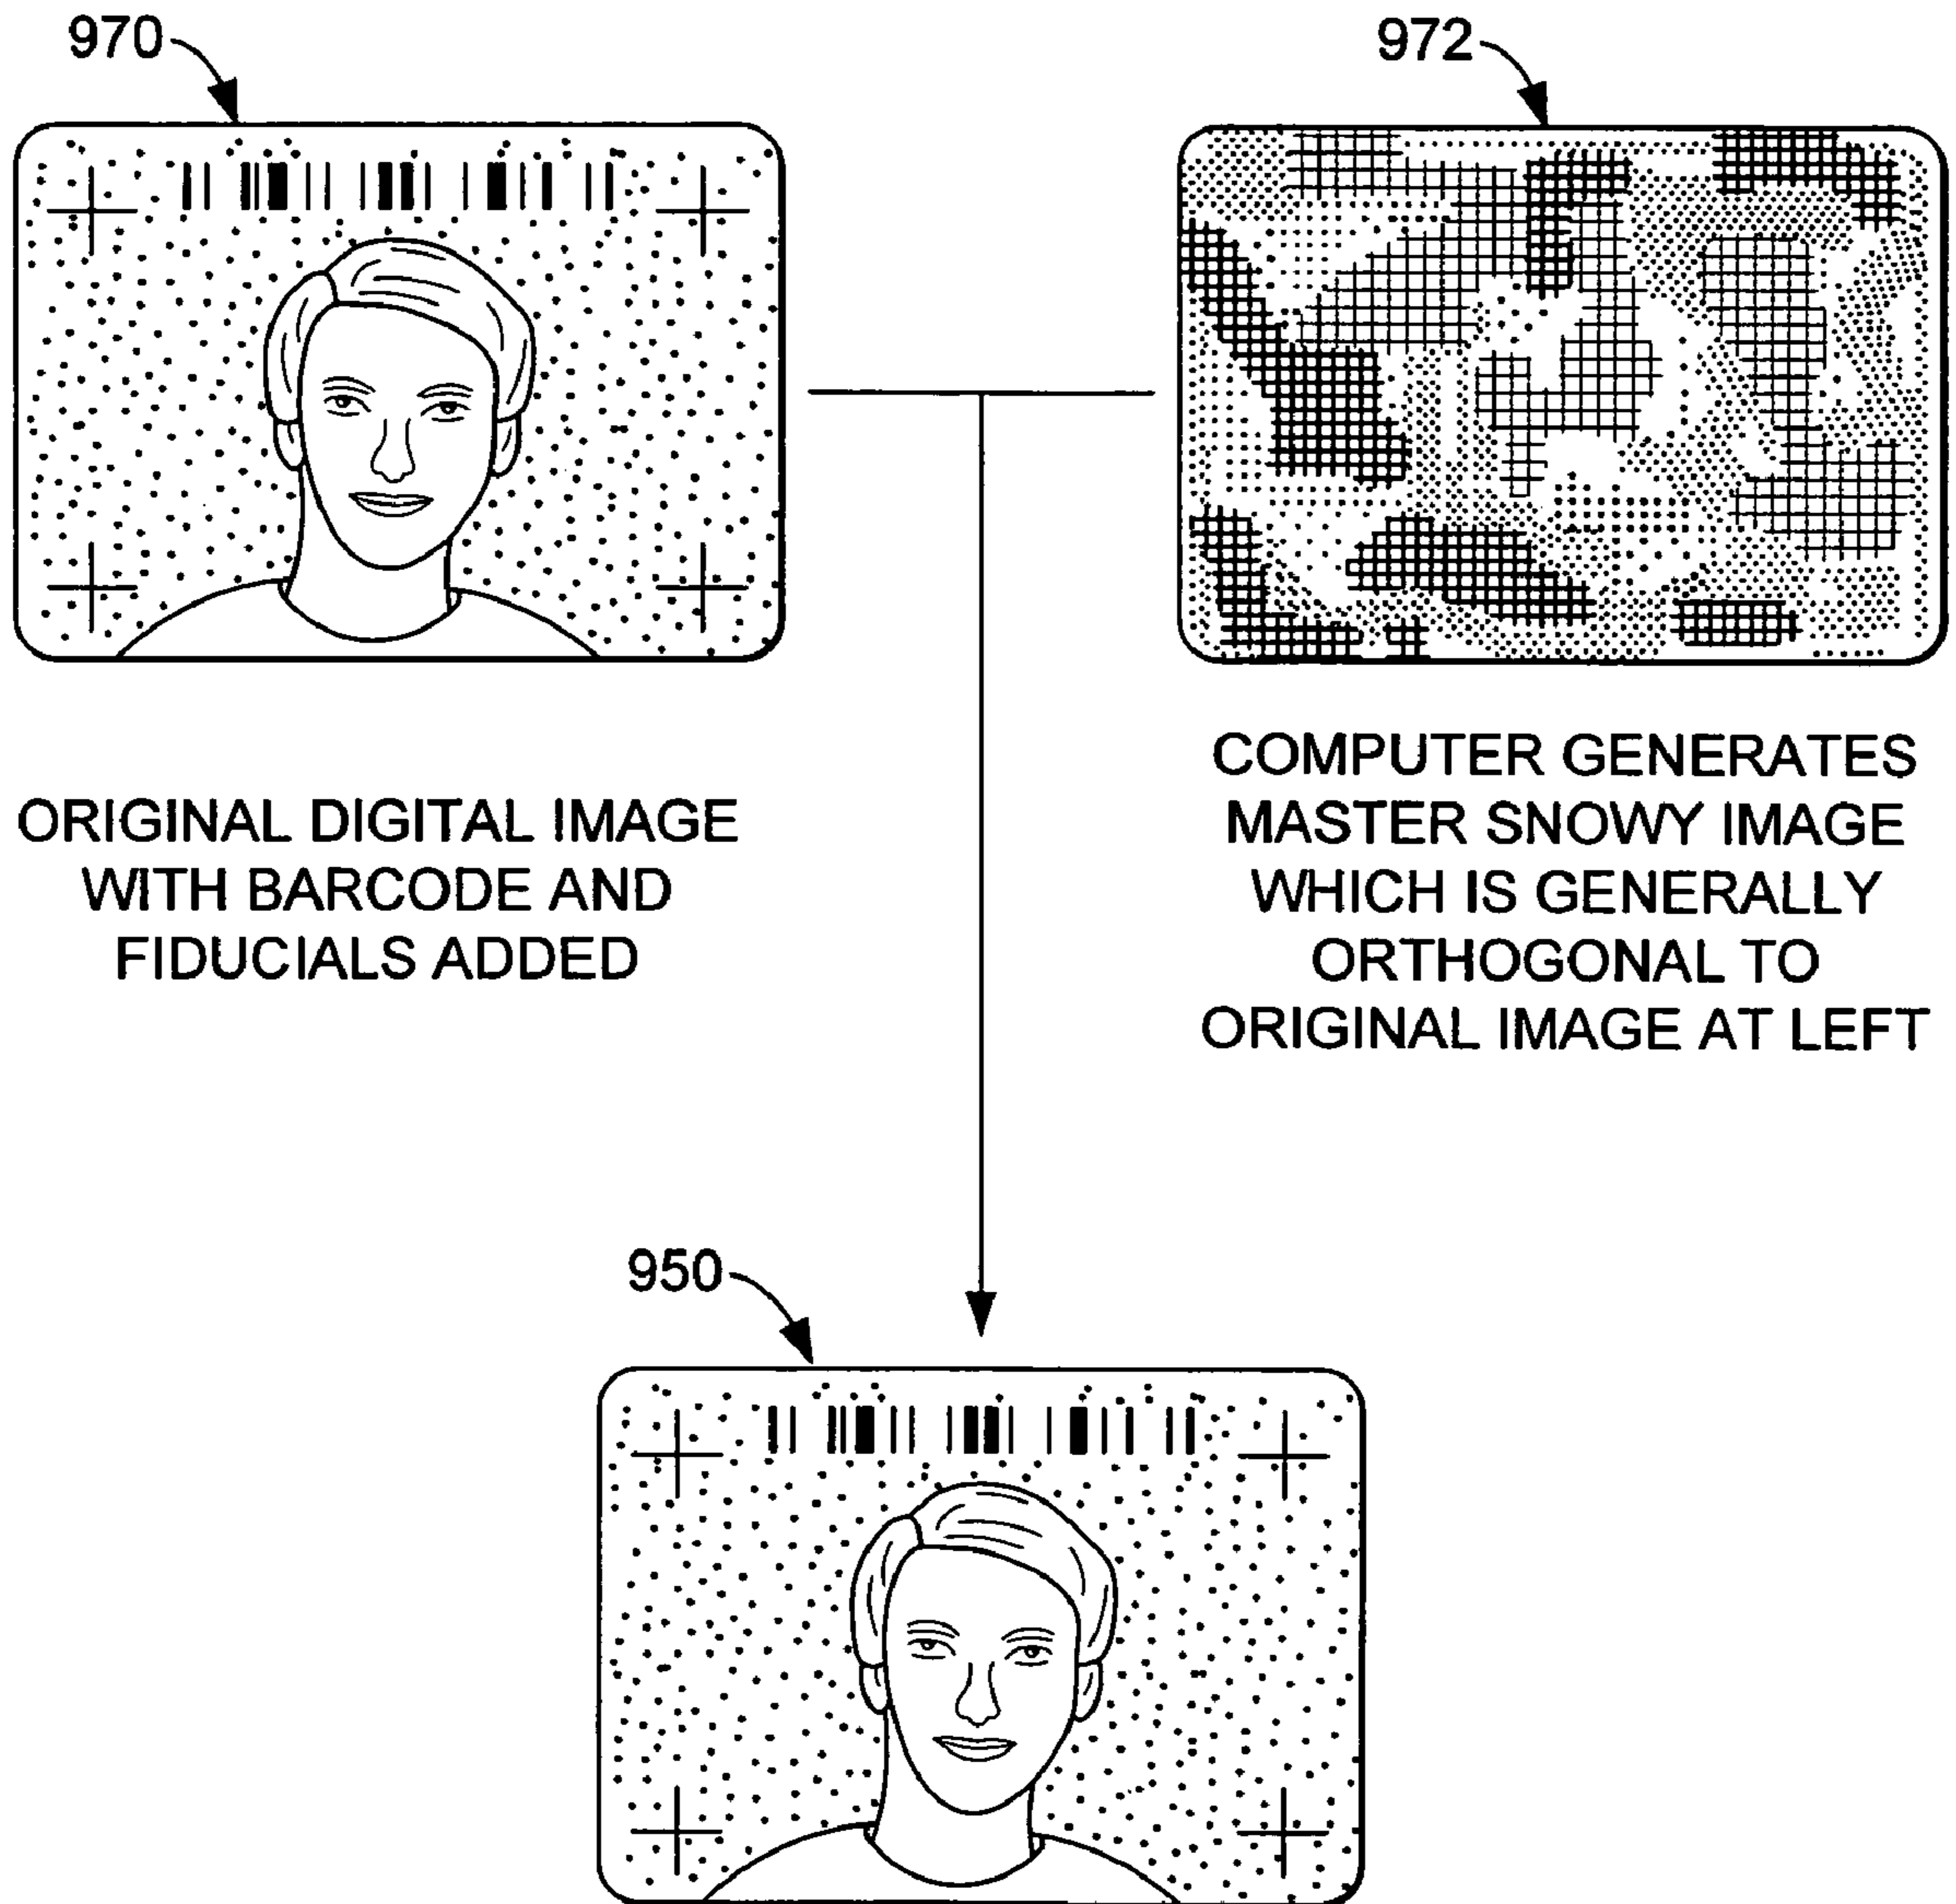 970
972
ORIGINAL DIGITAL IMAGE
WITH BARCODE AND
FIDUCIALS ADDED
COMPUTER GENERATES
MASTER SNOWY IMAGE
WHICH IS GENERALLY
ORTHOGONAL TO
ORIGINAL IMAGE AT LEFT
950